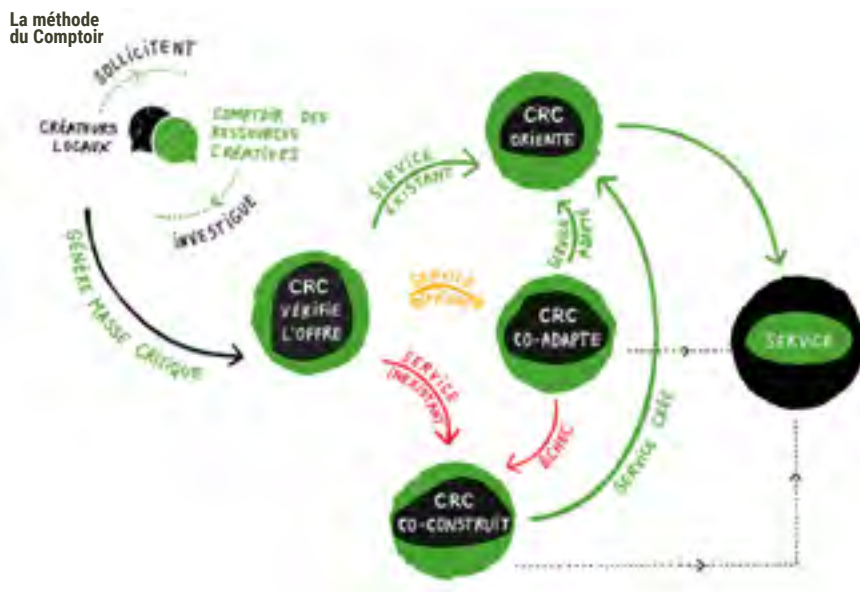 La méthode
du Comptoir
SOLLICITENT
CRÉATEURS
LOCAUX
COMPTOIR DES
RESSOURCES
CRÉATIVES
INVESTIGUE
GÉNÈRE MASSE CRITIQUE
CRC
VÉRIFIE
L'OFFRE
SERVICE
EXISTANT
CRC
ORIENTE
SERVICE
ADAPTÉ
SERVICE
CRC
CO-ADAPTE
SERVICE
SERVICE
INEXISTANT
ÉCHEC
SERVICE CRÉÉ
CRC
CO-CONSTRUIT